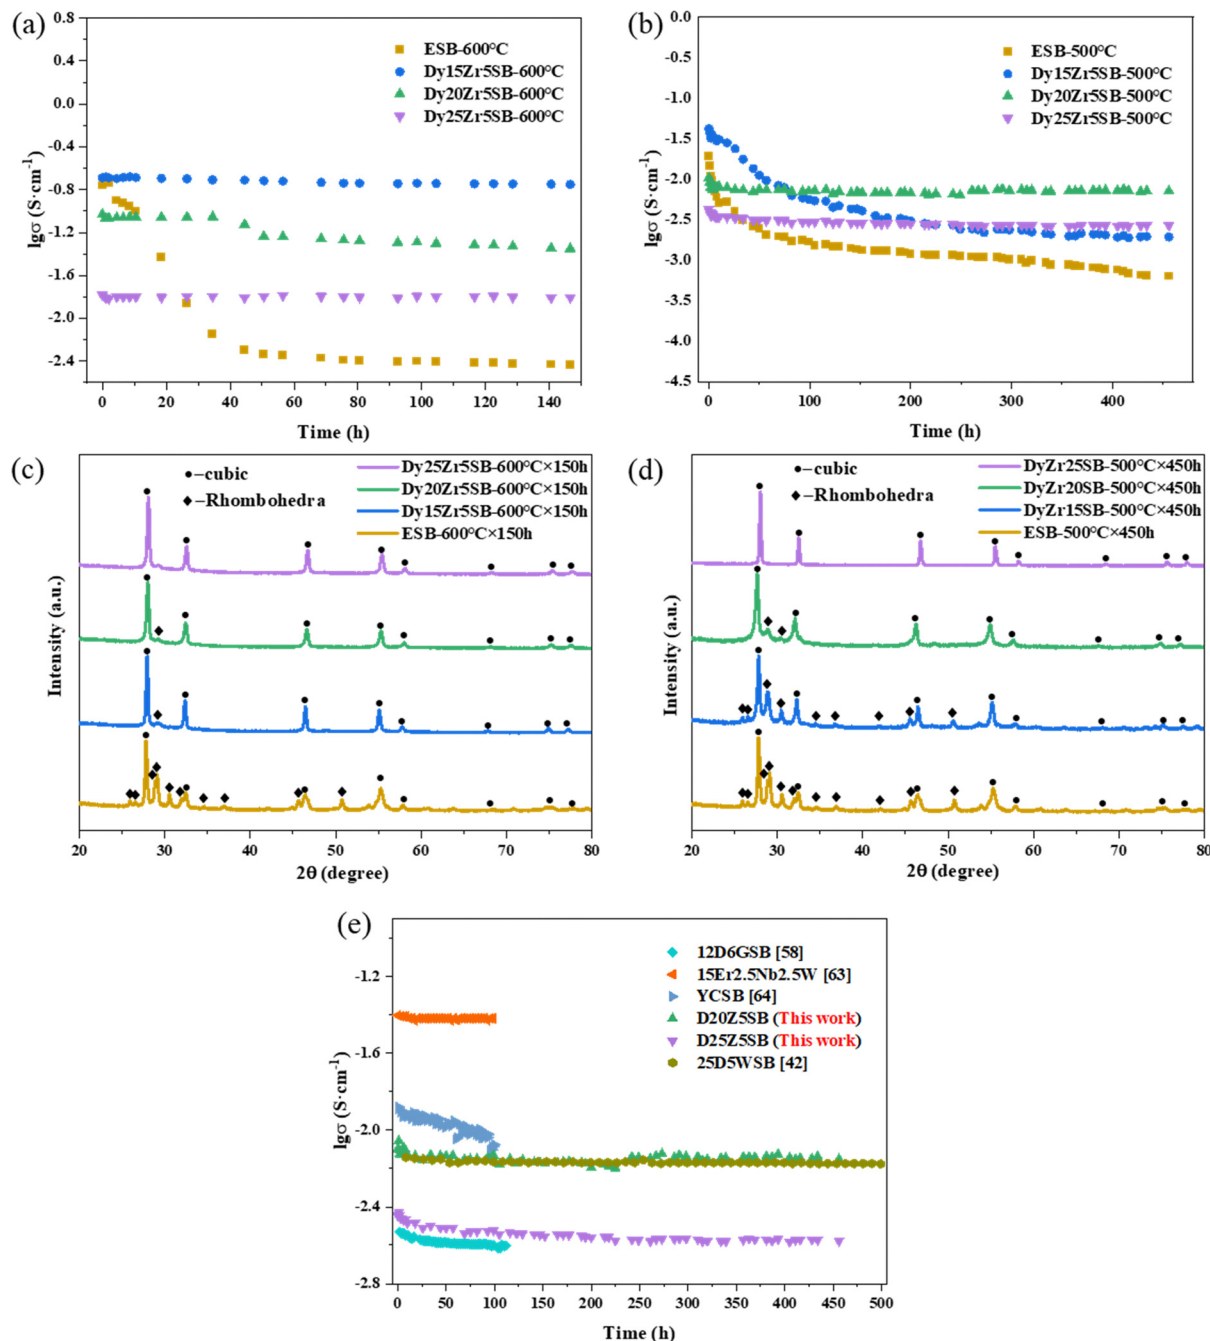 (a)
0.8
0.4
0.0
-0.4
-0.8
-1.2
-1.6
-2.0
-2.4
lgσ (S·cm⁻¹)
ESB-600°C
Dy15Zr5SB-600°C
Dy20Zr5SB-600°C
Dy25Zr5SB-600°C
0 20 40 60 80 100 120 140
Time (h)
(b)
0.0
-0.5
-1.0
-1.5
-2.0
-2.5
-3.0
-3.5
-4.0
-4.5
lgσ (S·cm⁻¹)
ESB-500°C
Dy15Zr5SB-500°C
Dy20Zr5SB-500°C
Dy25Zr5SB-500°C
0 100 200 300 400
Time (h)
(c)
–cubic
–Rhombohedra
Dy25Zr5SB-600°C×150h
Dy20Zr5SB-600°C×150h
Dy15Zr5SB-600°C×150h
ESB-600°C×150h
Intensity (a.u.)
20 30 40 50 60 70 80
2θ (degree)
(d)
–cubic
–Rhombohedra
DyZr25SB-500°C×450h
DyZr20SB-500°C×450h
DyZr15SB-500°C×450h
ESB-500°C×450h
Intensity (a.u.)
20 30 40 50 60 70 80
2θ (degree)
(e)
-1.2
-1.6
-2.0
-2.4
-2.8
lgσ (S·cm⁻¹)
12D6GSB [58]
15Er2.5Nb2.5W [63]
YCSB [64]
D20Z5SB (This work)
D25Z5SB (This work)
25D5WSB [42]
0 50 100 150 200 250 300 350 400 450 500
Time (h)